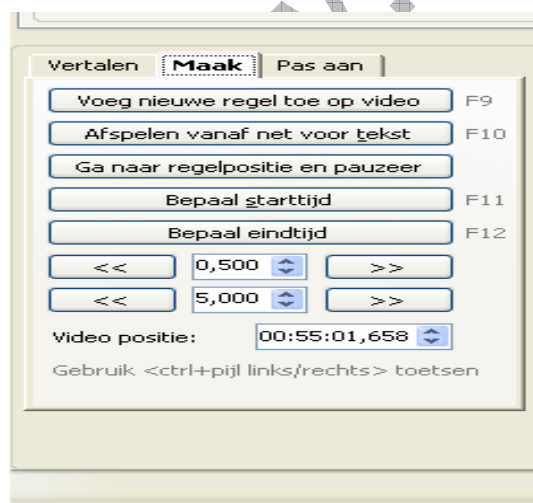 Vertalen Maak Pas aan
Voeg nieuwe regel toe op video F9
Afspelen vanaf net voor tekst F10
Ga naar regelpositie en pauzeer
Bepaal starttijd F11
Bepaal eindtijd F12
<< 0,500 >>
<< 5,000 >>
Video positie: 00:55:01,658
Gebruik <ctrl+pijl links/rechts> toetsen